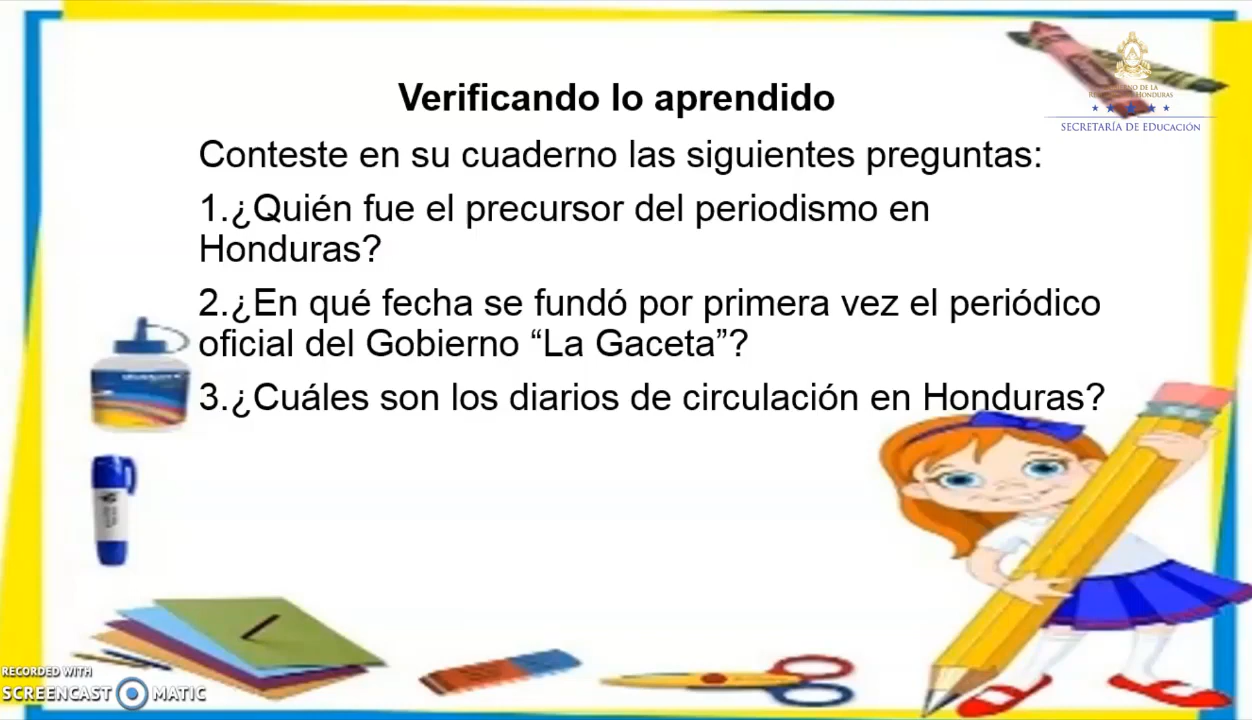 Verificando lo aprendido
SECRETARÍA DE EDUCACIÓN
Conteste en su cuaderno las siguientes preguntas:
1.¿Quién fue el precursor del periodismo en
Honduras?
2.¿En qué fecha se fundó por primera vez el periódico
oficial del Gobierno “La Gaceta”?
3.¿Cuáles son los diarios de circulación en Honduras?
RECORDED WITH
SCREENCAST MATIC